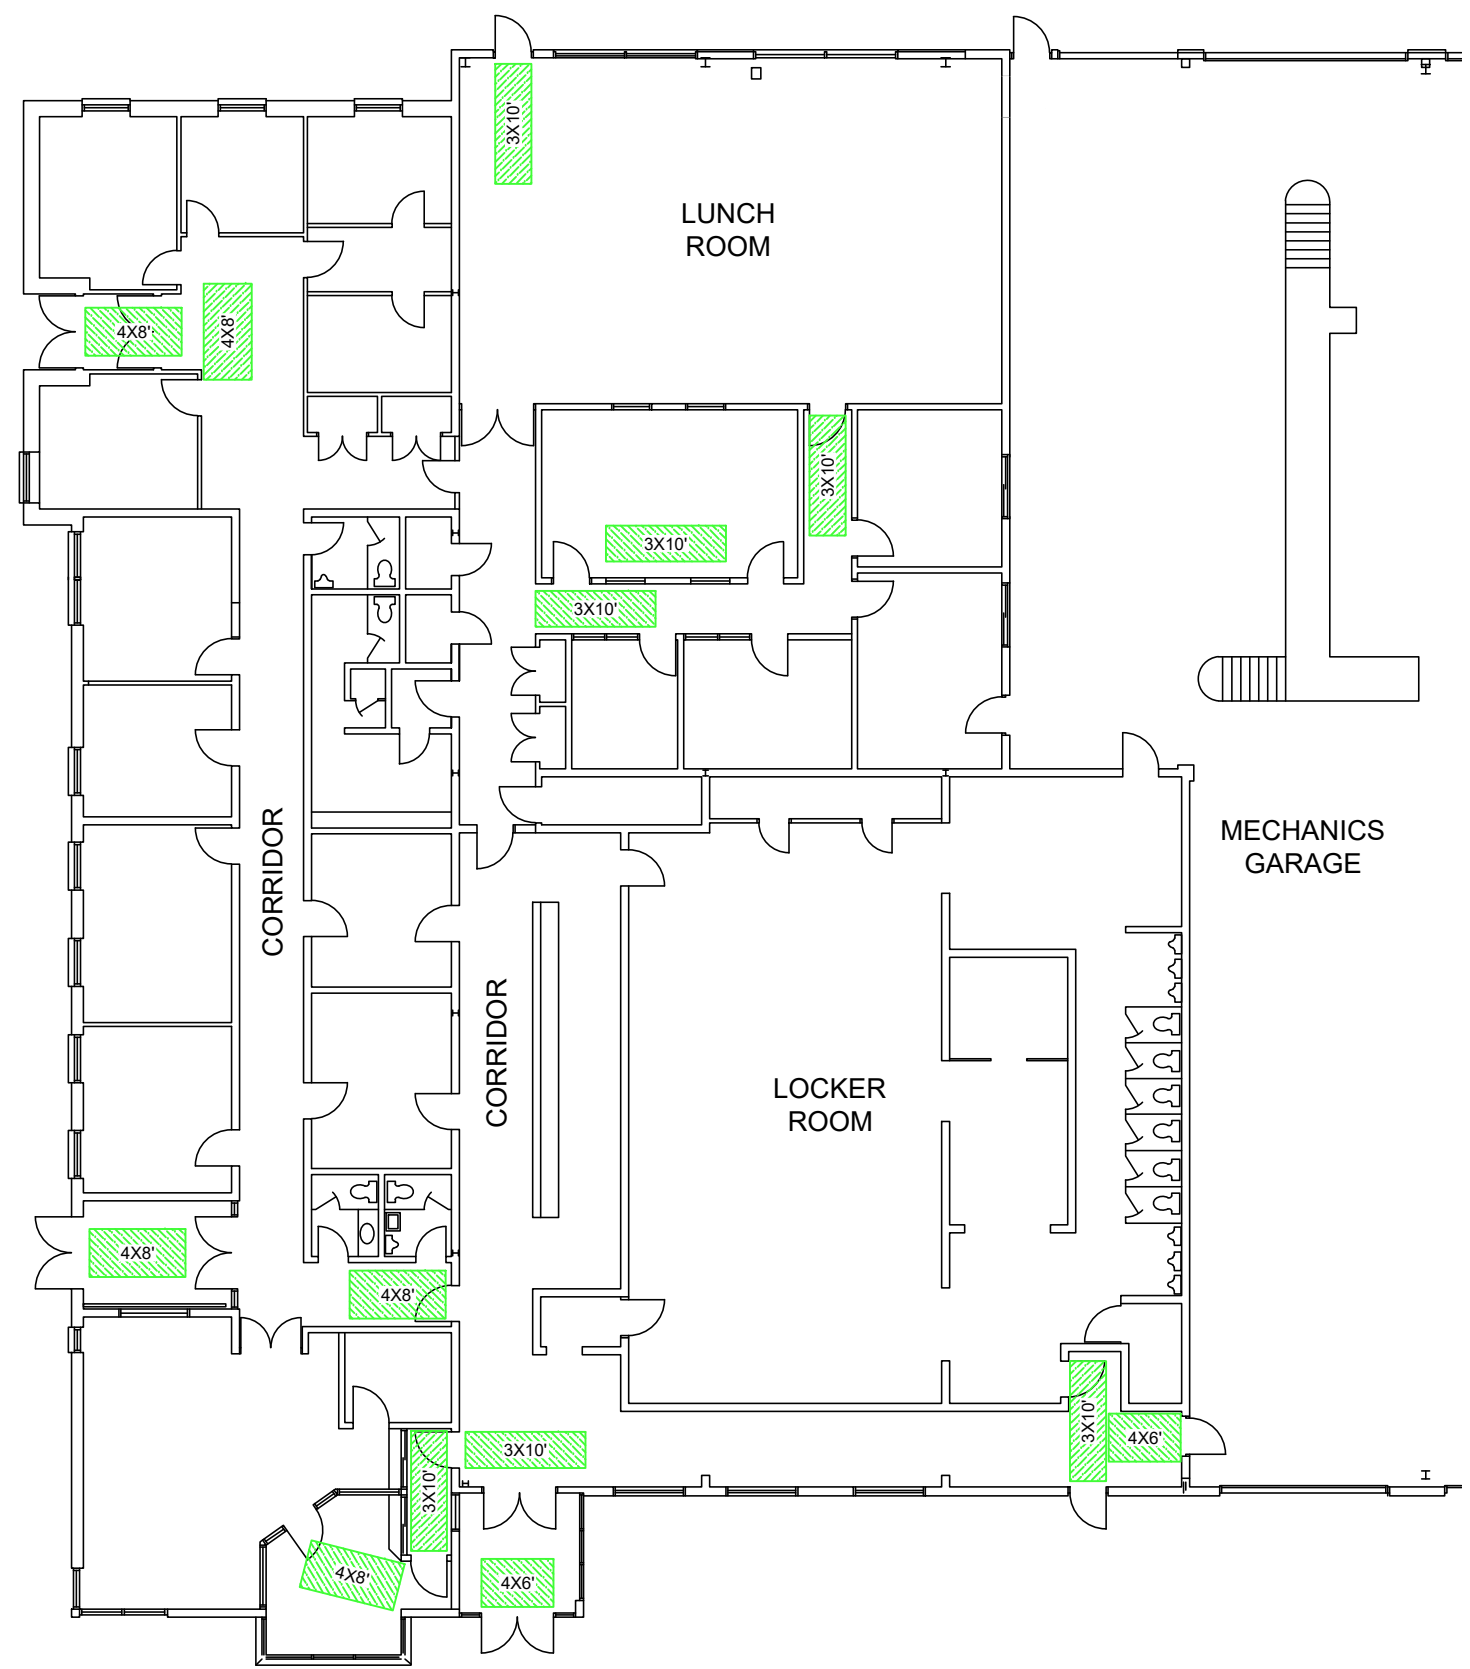 3X10'
LUNCH
ROOM
4X8'
4X8'
3X10'
3X10'
3X10'
MECHANICS
GARAGE
CORRIDOR
CORRIDOR
LOCKER
ROOM
4X8'
4X8'
3X10'
4X6'
3X10'
3X10'
4X8'
4X6'